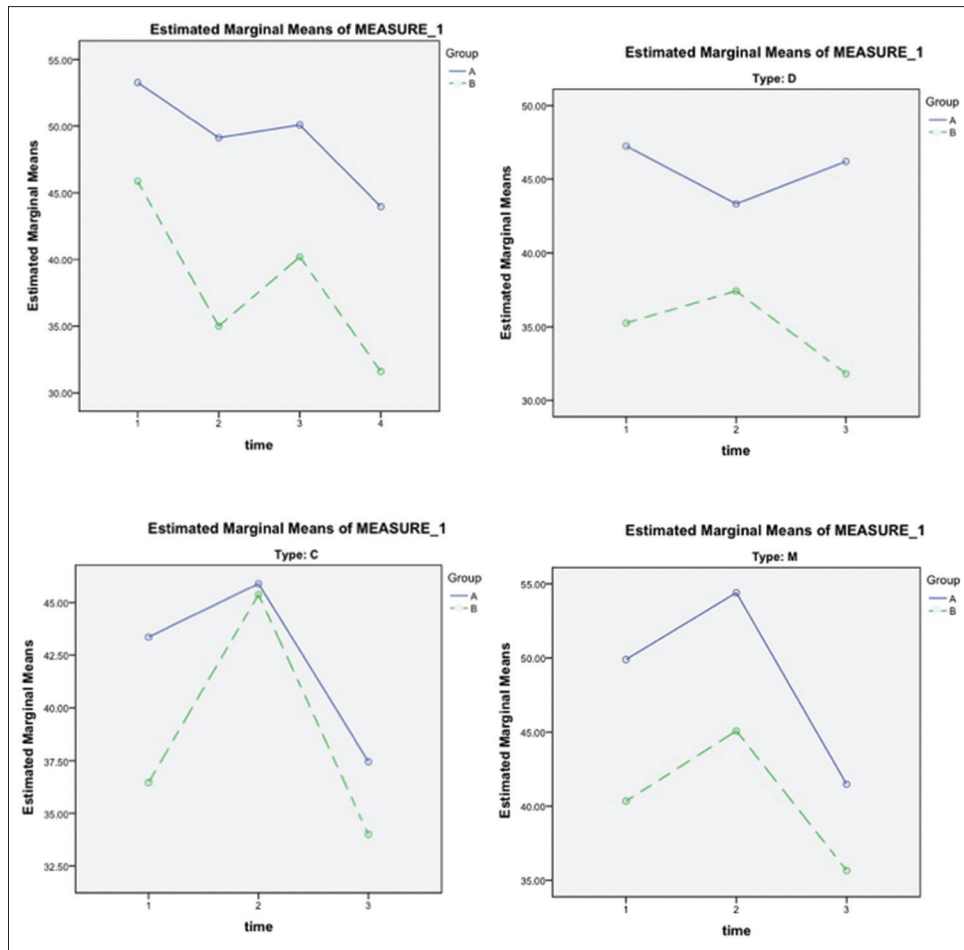 Estimated Marginal Means of MEASURE_1
Estimated Marginal Means
55.00
50.00
45.00
40.00
35.00
30.00
1 2 3 4
time
Group
A
B
Estimated Marginal Means of MEASURE_1
Type: D
Estimated Marginal Means
50.00
45.00
40.00
35.00
30.00
1 2 3
time
Group
A
B
Estimated Marginal Means of MEASURE_1
Type: C
Estimated Marginal Means
45.00
42.50
40.00
37.50
35.00
32.50
1 2 3
time
Group
A
B
Estimated Marginal Means of MEASURE_1
Type: M
Estimated Marginal Means
55.00
50.00
45.00
40.00
35.00
1 2 3
time
Group
A
B